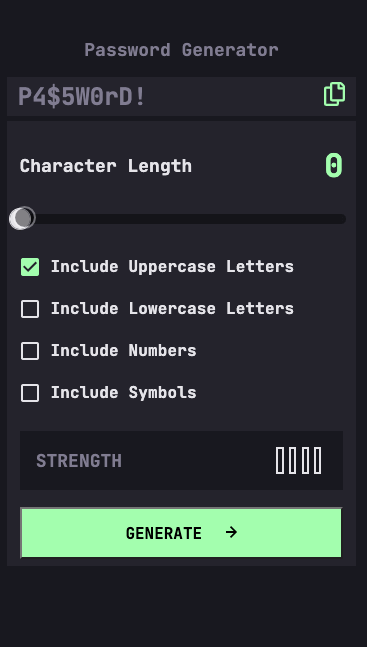 Password Generator
P4$5W0rD!
Character Length 0
Include Uppercase Letters
Include Lowercase Letters
Include Numbers
Include Symbols
STRENGTH
GENERATE →